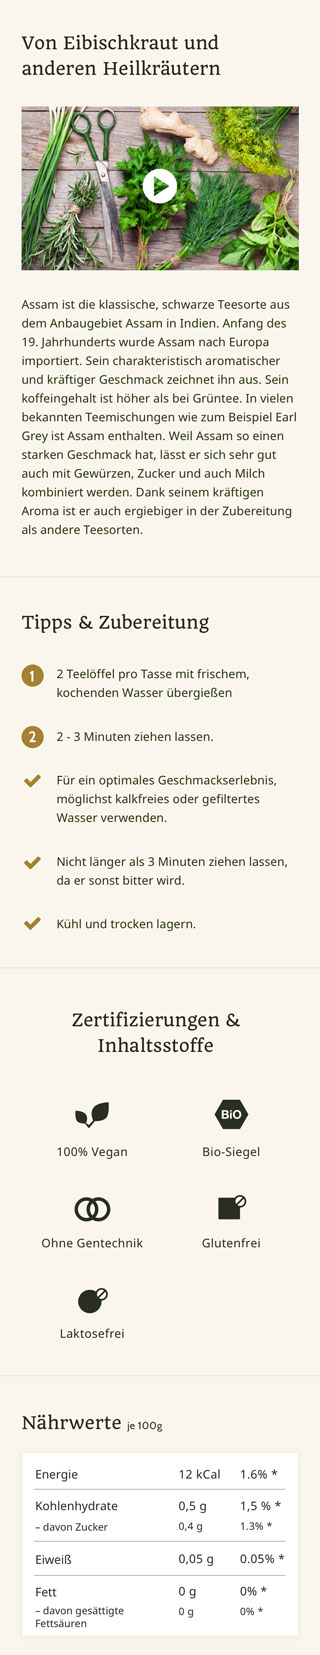 Von Eibischkraut und
anderen Heilkräutern
Assam ist die klassische, schwarze Teesorte aus
dem Anbaugebiet Assam in Indien. Anfang des
19. Jahrhunderts wurde Assam nach Europa
importiert. Sein charakteristisch aromatischer
und kräftiger Geschmack zeichnet ihn aus. Sein
koffeingehalt ist höher als bei Grüntee. In vielen
bekannten Teemischungen wie zum Beispiel Earl
Grey ist Assam enthalten. Weil Assam so einen
starken Geschmack hat, lässt er sich sehr gut
auch mit Gewürzen, Zucker und auch Milch
kombiniert werden. Dank seinem kräftigen
Aroma ist er auch ergiebiger in der Zubereitung
als andere Teesorten.
Tipps & Zubereitung
1 2 Teelöffel pro Tasse mit frischem,
kochenden Wasser übergießen
2 2 - 3 Minuten ziehen lassen.
Für ein optimales Geschmackserlebnis,
möglichst kalkfreies oder gefiltertes
Wasser verwenden.
Nicht länger als 3 Minuten ziehen lassen,
da er sonst bitter wird.
Kühl und trocken lagern.
Zertifizierungen &
Inhaltsstoffe
BiO
100% Vegan Bio-Siegel
Ohne Gentechnik Glutenfrei
Laktosefrei
Nährwerte je 100g
Energie 12 kCal 1.6% *
Kohlenhydrate 0,5 g 1,5 % *
– davon Zucker 0,4 g 1.3% *
Eiweiß 0,05 g 0.05% *
Fett 0 g 0% *
– davon gesättigte 0 g 0% *
Fettsäuren